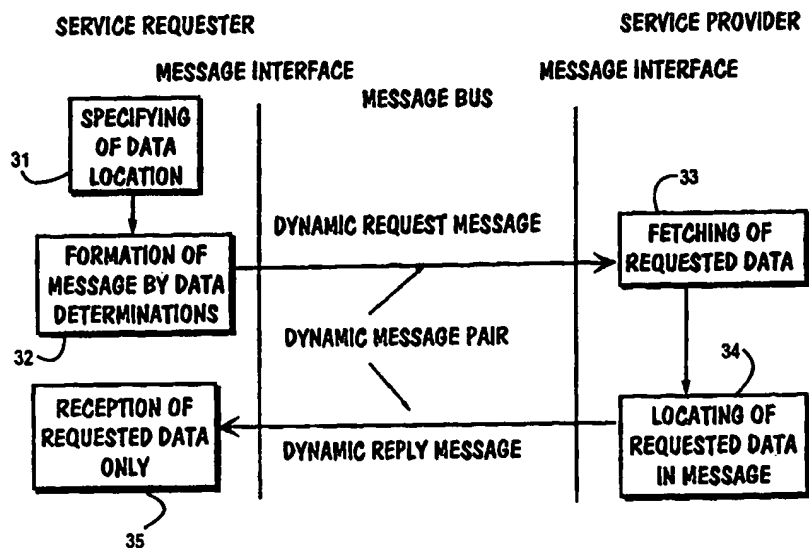 SERVICE REQUESTER
SERVICE PROVIDER
MESSAGE INTERFACE
MESSAGE INTERFACE
MESSAGE BUS
SPECIFYING
OF DATA
LOCATION
31
FORMATION OF
MESSAGE BY DATA
DETERMINATIONS
32
DYNAMIC REQUEST MESSAGE
33
FETCHING OF
REQUESTED DATA
DYNAMIC MESSAGE PAIR
34
LOCATING OF
REQUESTED DATA
IN MESSAGE
DYNAMIC REPLY MESSAGE
RECEPTION OF
REQUESTED DATA
ONLY
35